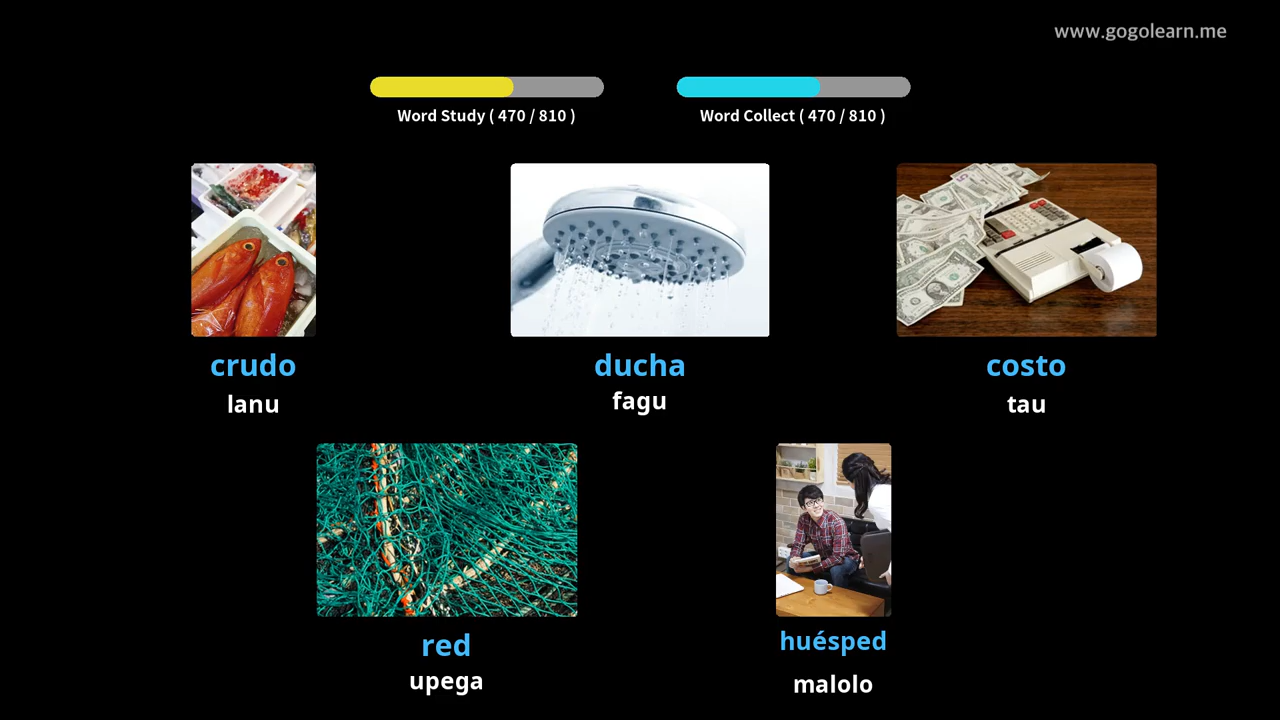 www.gogolearn.me
Word Study ( 470 / 810 )
Word Collect ( 470 / 810 )
crudo
lanu
ducha
fagu
costo
tau
red
upega
huésped
malolo